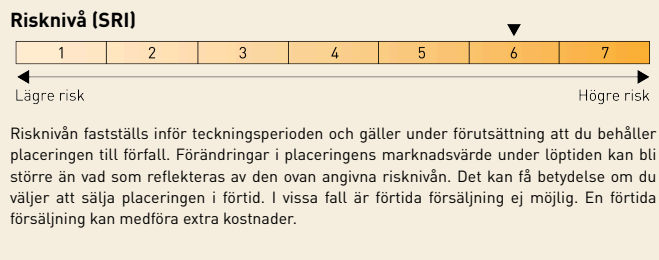 Risknivå (SRI)
1 2 3 4 5 6 7
Lägre risk Högre risk
Risknivån fastställs inför teckningsperioden och gäller under förutsättning att du behåller
placeringen till förfall. Förändringar i placeringens marknadsvärde under löptiden kan bli
större än vad som reflekteras av den ovan angivna risknivån. Det kan få betydelse om du
väljer att sälja placeringen i förtid. I vissa fall är förtida försäljning ej möjlig. En förtida
försäljning kan medföra extra kostnader.